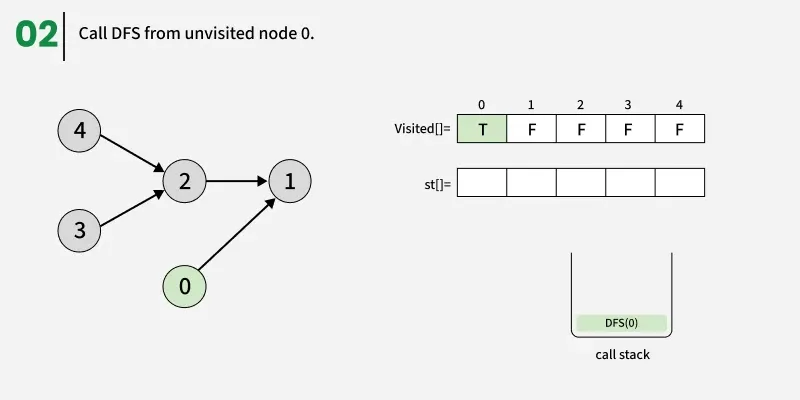 02
Call DFS from unvisited node 0.
4
2
1
3
0
0 1 2 3 4
Visited[]= T F F F F
st[]=
DFS(0)
call stack